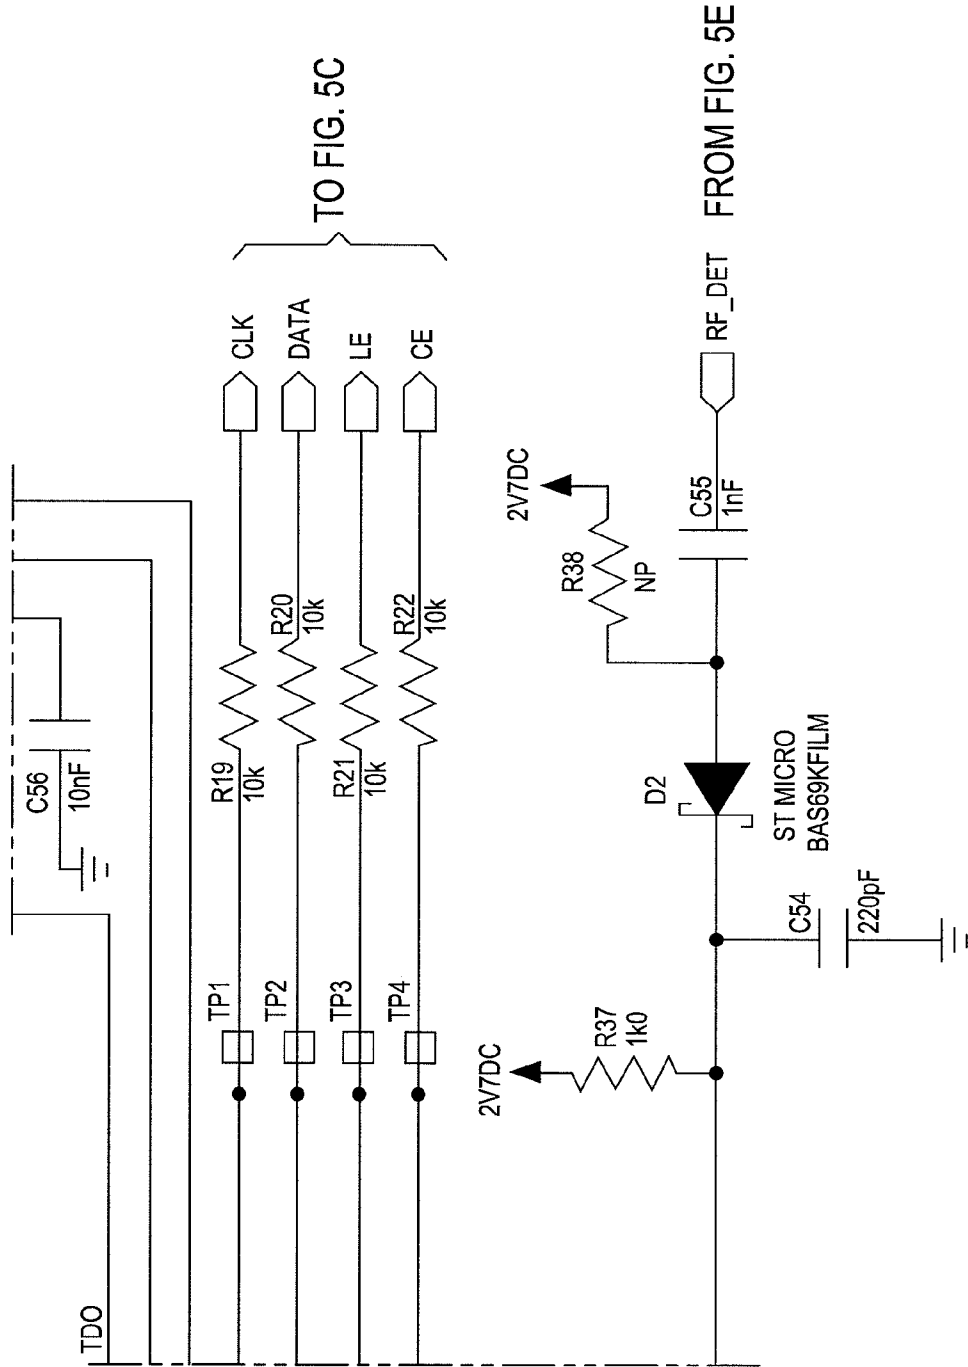 TDO
C56
10nF
TO FIG. 5C
CLK
DATA
LE
CE
R19
10k
R20
10k
R21
10k
R22
10k
TP1
TP2
TP3
TP4
2V7DC
R37
1k0
2V7DC
R38
NP
C55
1nF
RF_DET
FROM FIG. 5E
D2
ST MICRO
BAS69KFILM
C54
220pF